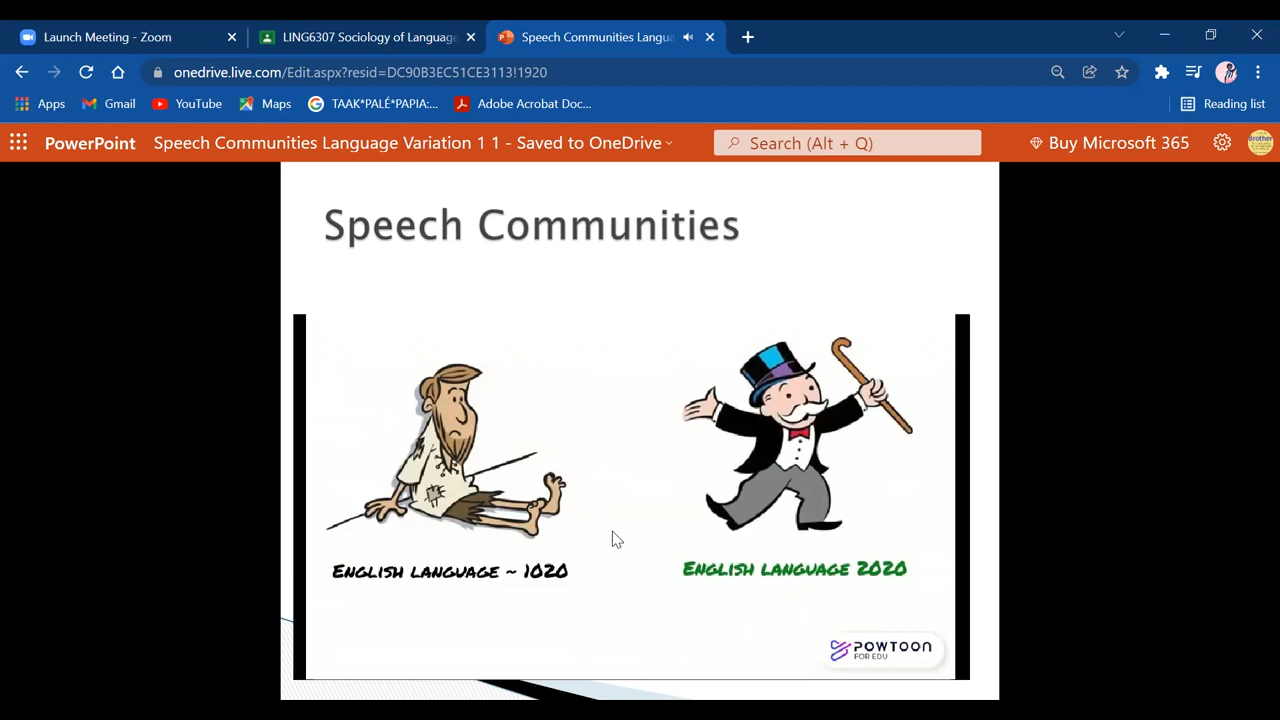 Launch Meeting - Zoom
LING6307 Sociology of Language
Speech Communities Langua
onedrive.live.com/Edit.aspx?resid=DC90B3EC51CE3113!1920
Apps
Gmail
YouTube
Maps
TAAK*PALÉ*PAPIA:...
Adobe Acrobat Doc...
Reading list
PowerPoint
Speech Communities Language Variation 1 1 - Saved to OneDrive
Search (Alt + Q)
Buy Microsoft 365
Brother
Speech Communities
ENGLISH LANGUAGE ~ 1020
ENGLISH LANGUAGE 2020
POWTOON
FOR EDU